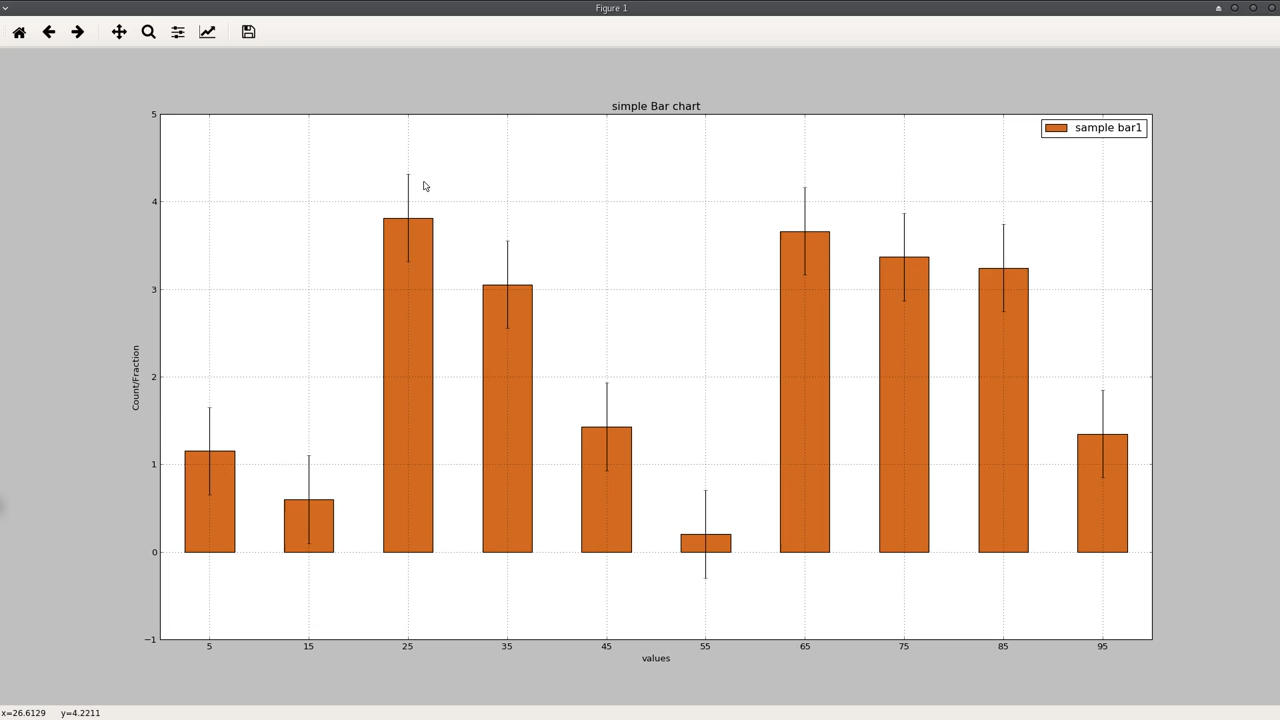 Figure 1
simple Bar chart
sample bar1
5
4
3
2
1
0
−1
Count/Fraction
5 15 25 35 45 55 65 75 85 95
values
x=26.6129 y=4.2211